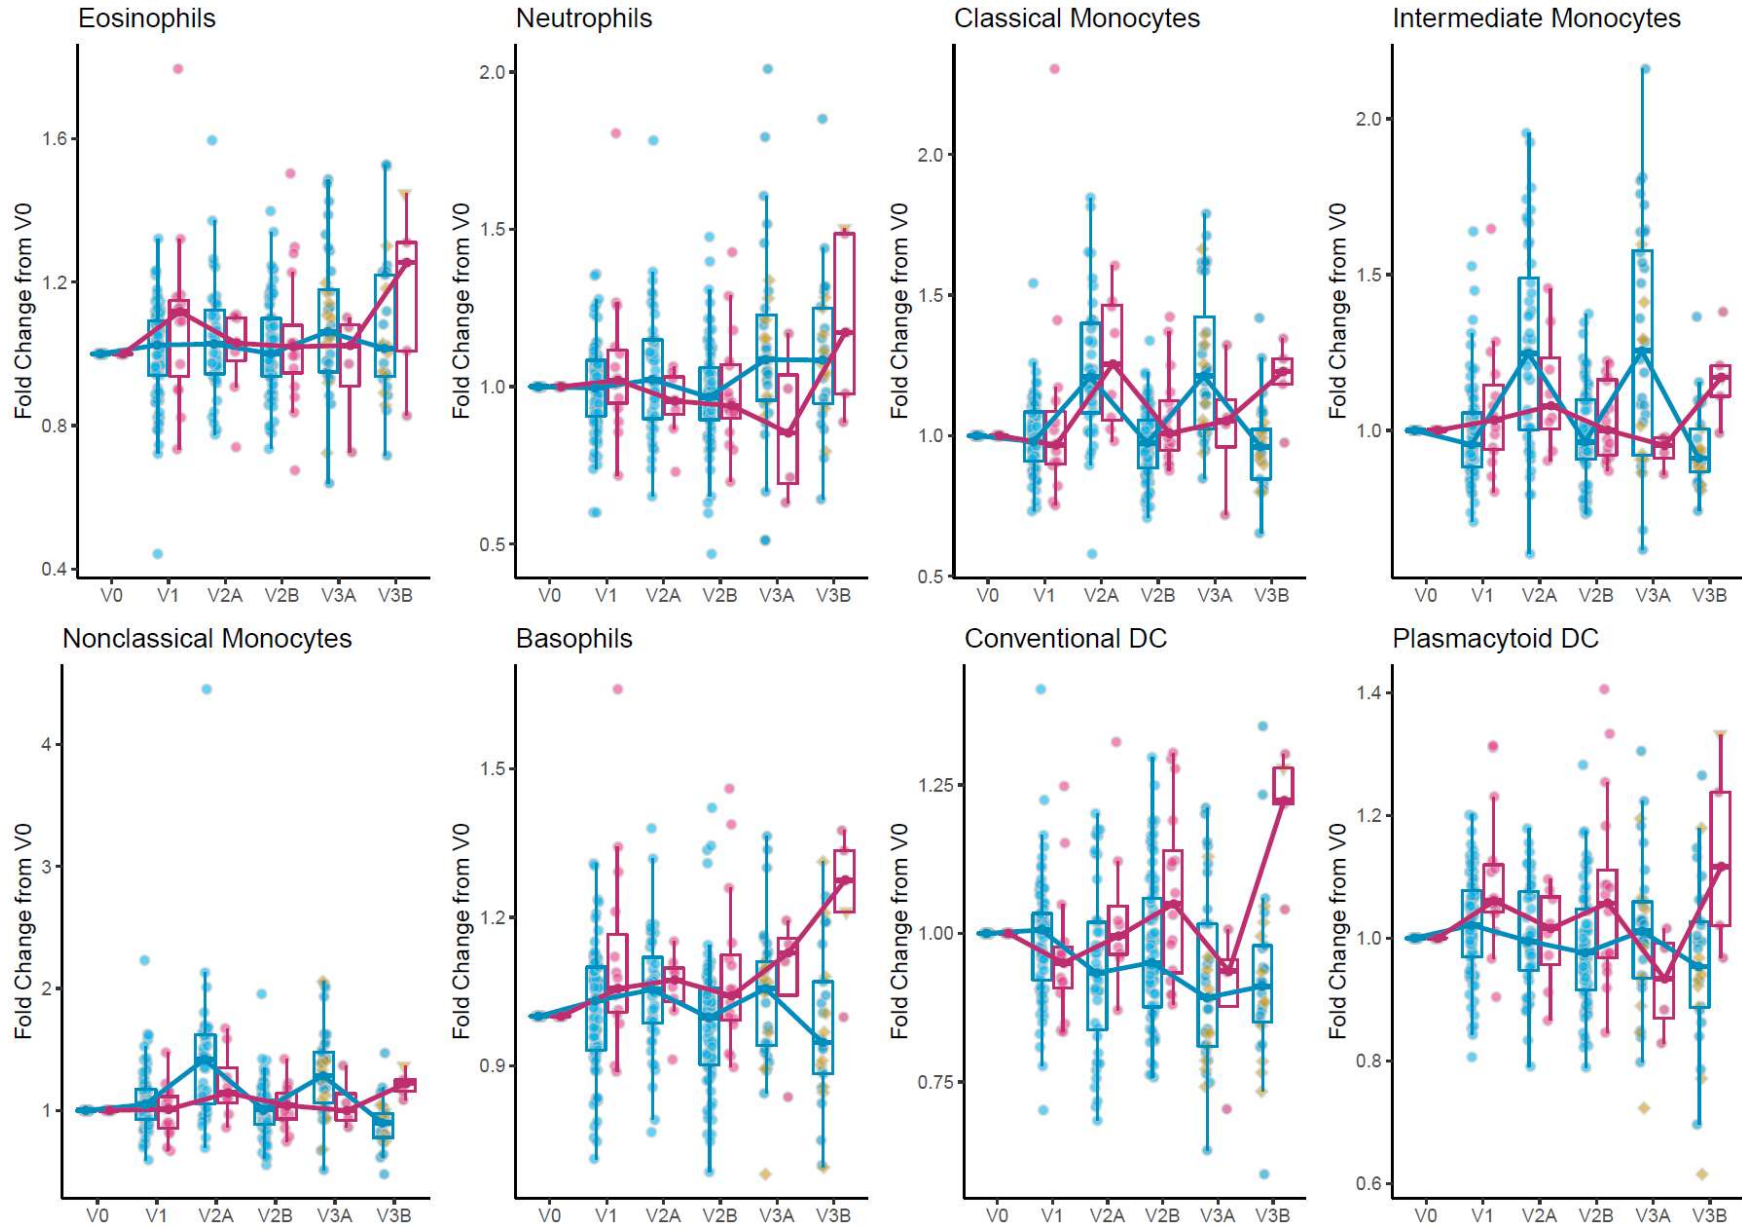 Eosinophils
Fold Change from V0
1.6
1.2
0.8
0.4
V0 V1 V2A V2B V3A V3B
Neutrophils
Fold Change from V0
2.0
1.5
1.0
0.5
V0 V1 V2A V2B V3A V3B
Classical Monocytes
Fold Change from V0
2.0
1.5
1.0
0.5
V0 V1 V2A V2B V3A V3B
Intermediate Monocytes
Fold Change from V0
2.0
1.5
1.0
V0 V1 V2A V2B V3A V3B
Nonclassical Monocytes
Fold Change from V0
4
3
2
1
V0 V1 V2A V2B V3A V3B
Basophils
Fold Change from V0
1.5
1.2
0.9
V0 V1 V2A V2B V3A V3B
Conventional DC
Fold Change from V0
1.25
1.00
0.75
V0 V1 V2A V2B V3A V3B
Plasmacytoid DC
Fold Change from V0
1.4
1.2
1.0
0.8
0.6
V0 V1 V2A V2B V3A V3B